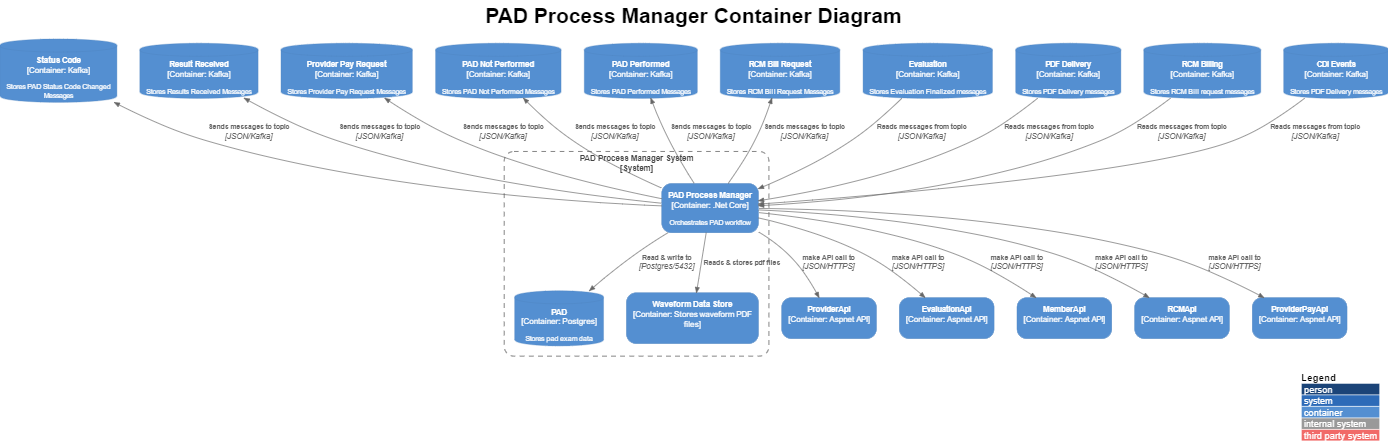 PAD Process Manager Container Diagram
Status Code
[Container: Kafka]
Stores PAD Status Code Changed
Messages
Result Received
[Container: Kafka]
Stores Results Received Messages
Provider Pay Request
[Container: Kafka]
Stores Provider Pay Request Messages
PAD Not Performed
[Container: Kafka]
Stores PAD Not Performed Messages
PAD Performed
[Container: Kafka]
Stores PAD Performed Messages
RCM Bill Request
[Container: Kafka]
Stores RCM Bill Request Messages
Evaluation
[Container: Kafka]
Stores Evaluation Finalized messages
PDF Delivery
[Container: Kafka]
Stores PDF Delivery messages
RCM Billing
[Container: Kafka]
Stores RCM Bill request messages
CDI Events
[Container: Kafka]
Stores PDF Delivery messages
Sends messages to topic
[JSON/Kafka]
Sends messages to topic
[JSON/Kafka]
Sends messages to topic
[JSON/Kafka]
Sends messages to topic
[JSON/Kafka]
Sends messages to topic
[JSON/Kafka]
Sends messages to topic
[JSON/Kafka]
Reads messages from topic
[JSON/Kafka]
Reads messages from topic
[JSON/Kafka]
Reads messages from topic
[JSON/Kafka]
Reads messages from topic
[JSON/Kafka]
PAD Process Manager System
[System]
PAD Process Manager
[Container: .Net Core]
Orchestrates PAD workflow
Read & write to
[Postgres/5432]
Reads & stores pdf files
make API call to
[JSON/HTTPS]
make API call to
[JSON/HTTPS]
make API call to
[JSON/HTTPS]
make API call to
[JSON/HTTPS]
make API call to
[JSON/HTTPS]
PAD
[Container: Postgres]
Stores pad exam data
Waveform Data Store
[Container: Stores waveform PDF
files]
ProviderApi
[Container: Aspnet API]
EvaluationApi
[Container: Aspnet API]
MemberApi
[Container: Aspnet API]
RCMApi
[Container: Aspnet API]
ProviderPayApi
[Container: Aspnet API]
Legend
person
system
container
internal system
third party system